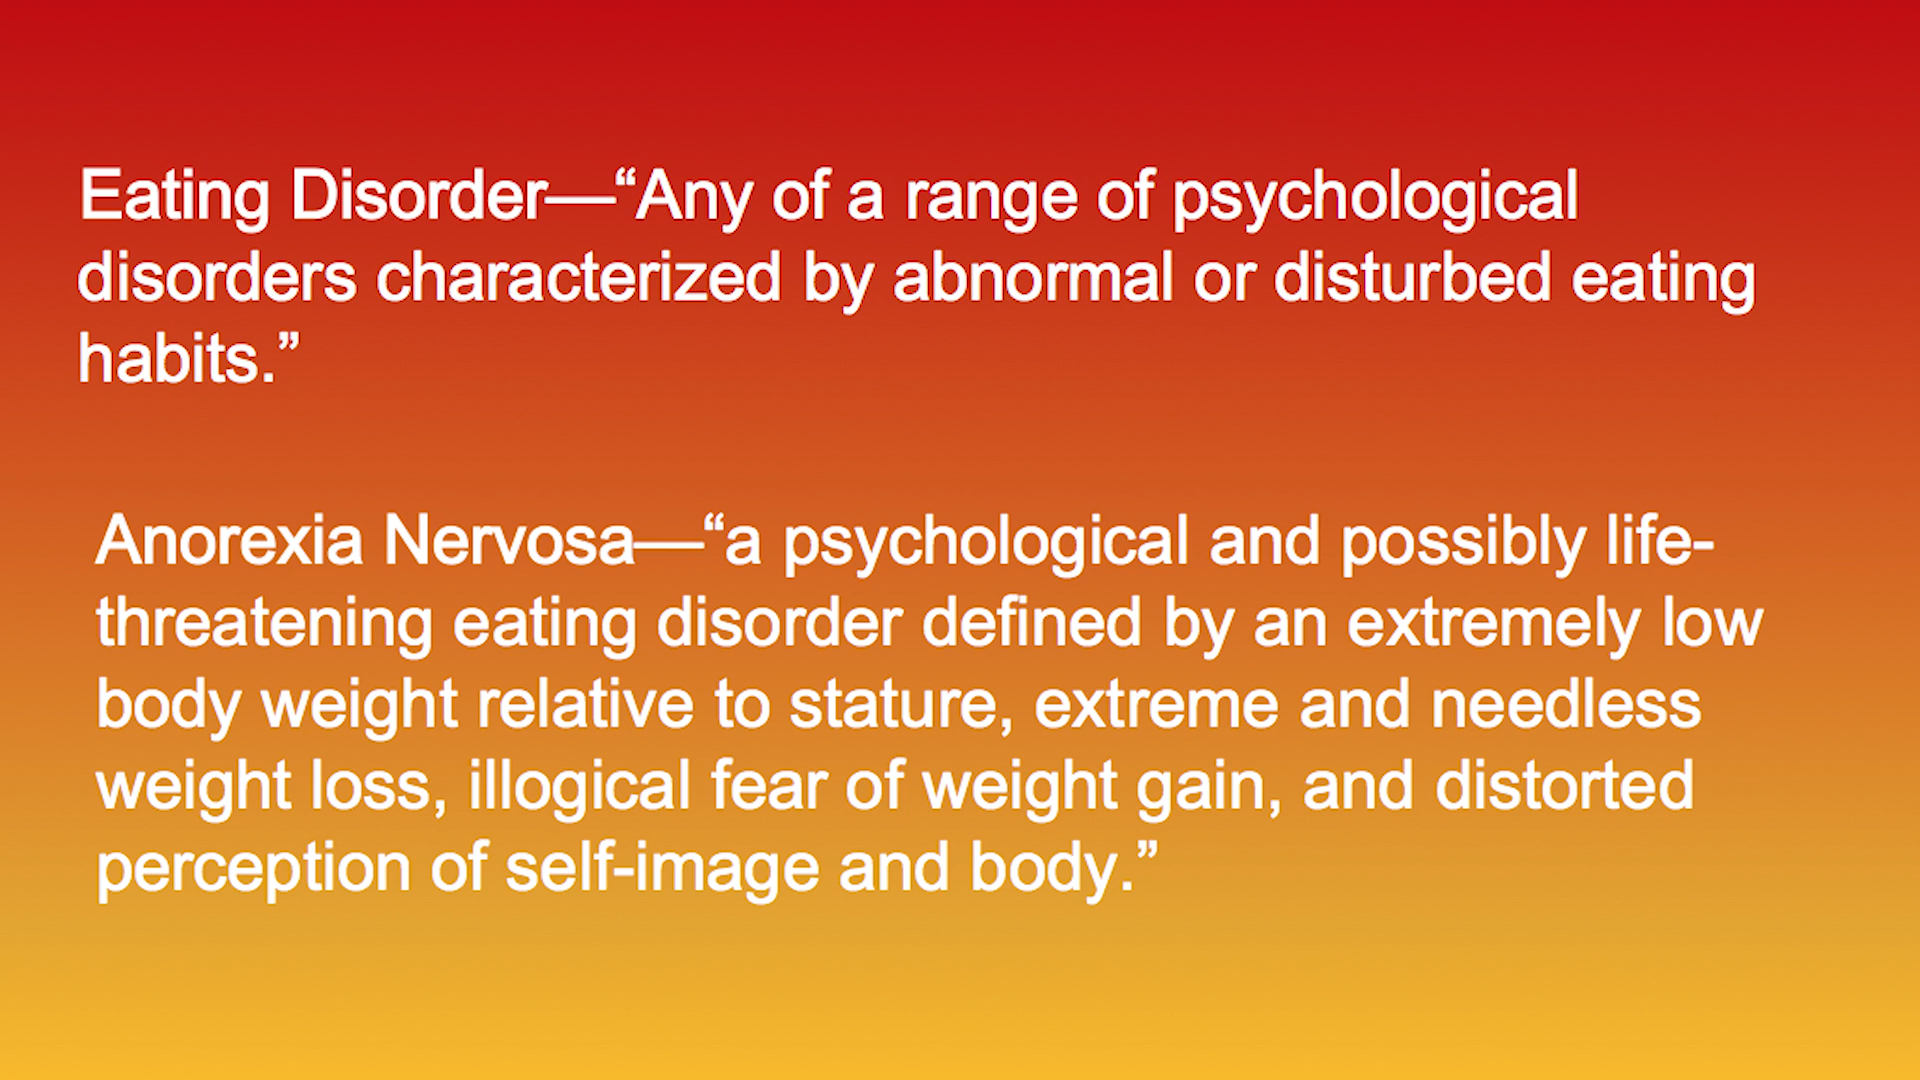 Eating Disorder—“Any of a range of psychological
disorders characterized by abnormal or disturbed eating
habits.”
Anorexia Nervosa—“a psychological and possibly life-
threatening eating disorder defined by an extremely low
body weight relative to stature, extreme and needless
weight loss, illogical fear of weight gain, and distorted
perception of self-image and body.”